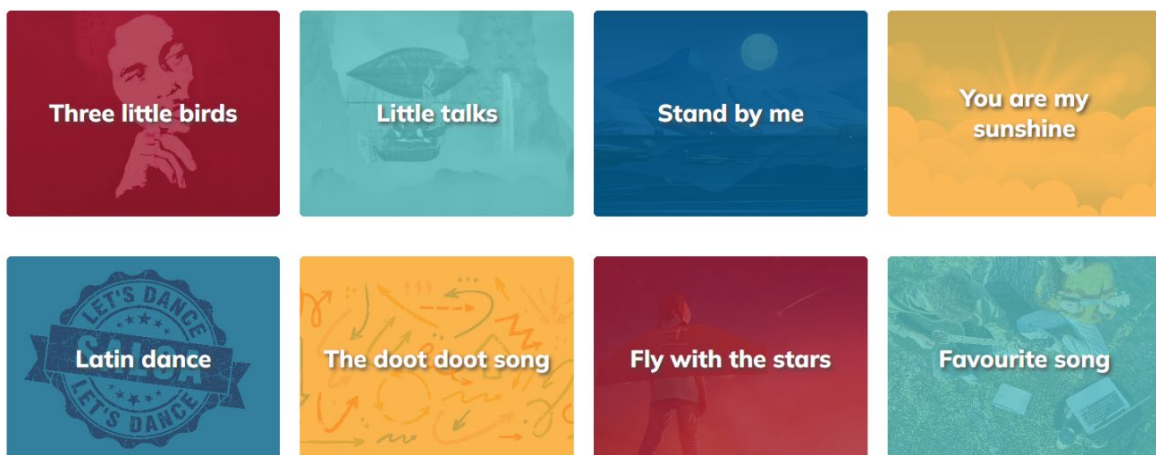 Three little birds
Little talks
Stand by me
You are my
sunshine
LET'S DANCE
SALSA
Latin dance
LET'S DANCE
The doot doot song
Fly with the stars
Favourite song